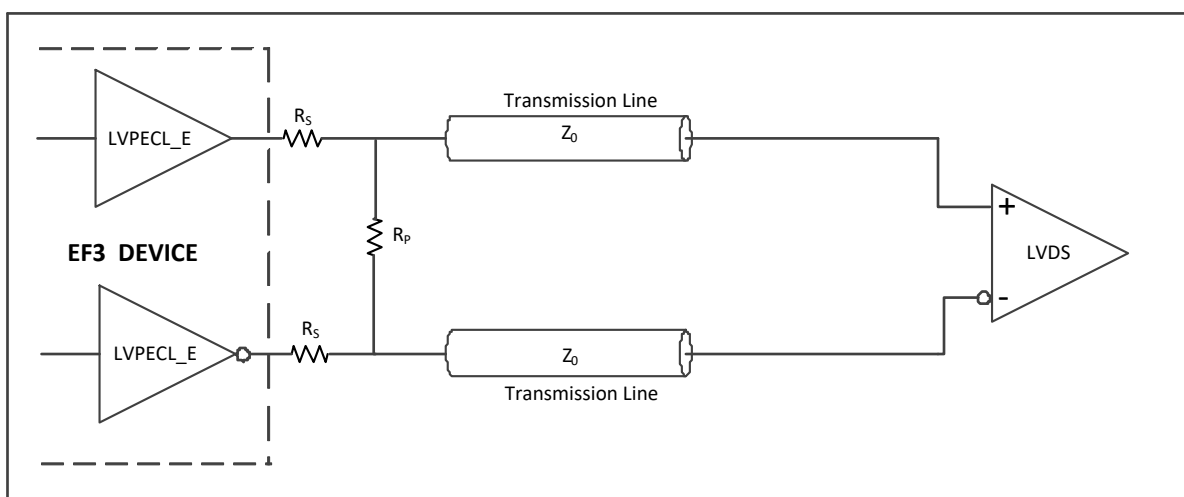 Transmission Line
Z0
LVPECL_E
RS
RP
+
-
LVDS
EF3 DEVICE
LVPECL_E
RS
Z0
Transmission Line